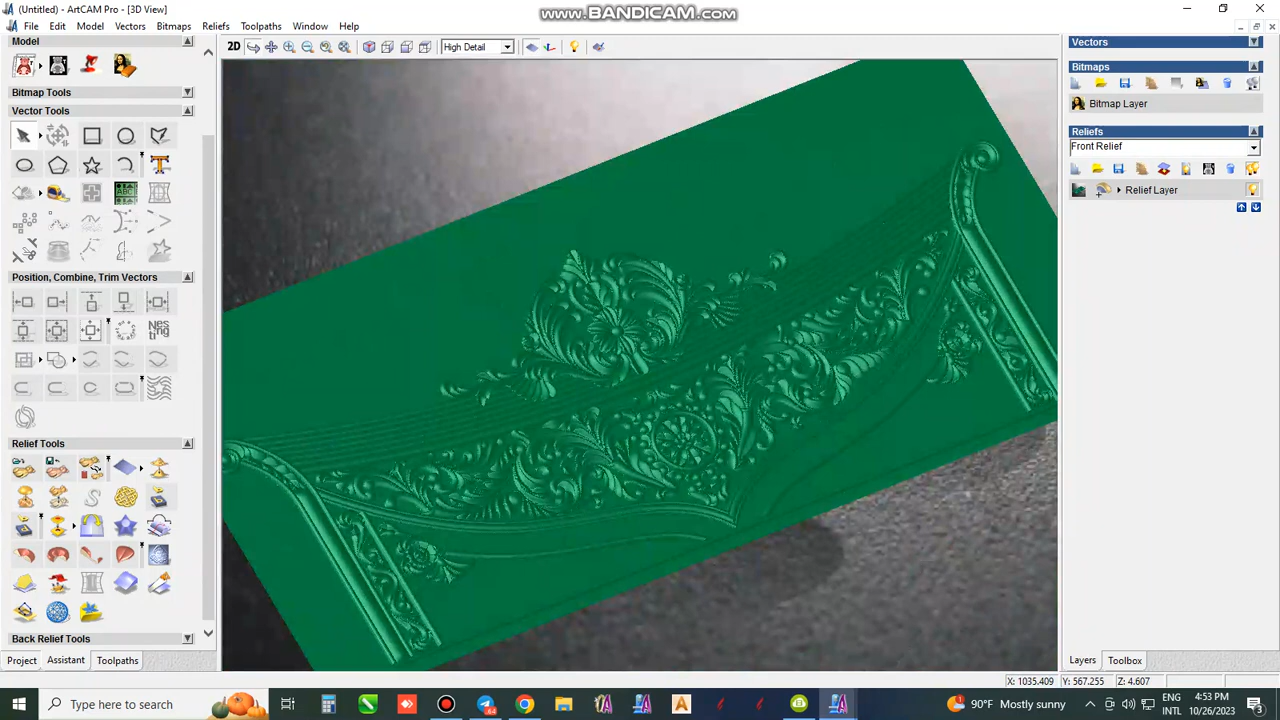 (Untitled) - ArtCAM Pro - [3D View]
www.BANDICAM.com
File Edit Model Vectors Bitmaps Reliefs Toolpaths Window Help
Model
2D
High Detail
Bitmap Tools
Vector Tools
Position, Combine, Trim Vectors
Relief Tools
Back Relief Tools
Project Assistant Toolpaths
Vectors
Bitmaps
Bitmap Layer
Reliefs
Front Relief
Relief Layer
Layers Toolbox
X: 1035.409 Y: 567.255 Z: 4.607
Type here to search
90°F Mostly sunny
ENG
INTL
4:53 PM
10/26/2023